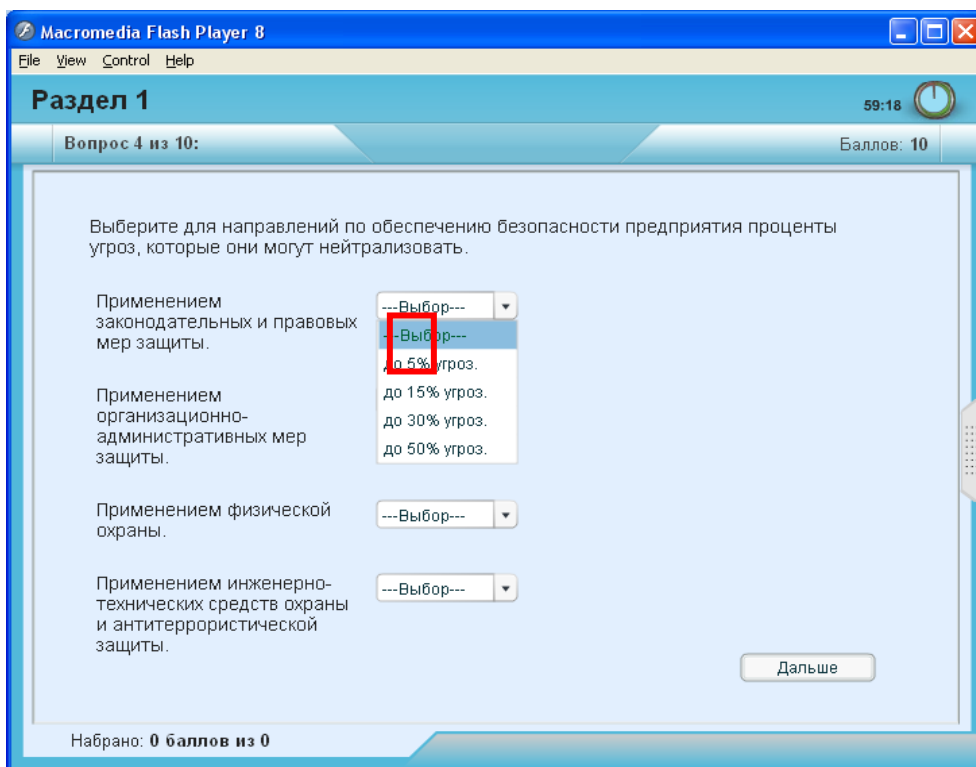 Macromedia Flash Player 8
File View Control Help
Раздел 1
59:18
Вопрос 4 из 10:
Баллов: 10
Выберите для направлений по обеспечению безопасности предприятия проценты
угроз, которые они могут нейтрализовать.
Применением
законодательных и правовых
мер защиты.
---Выбор---
---Выбор---
до 5% угроз.
до 15% угроз.
до 30% угроз.
до 50% угроз.
Применением
организационно-
административных мер
защиты.
Применением физической
охраны.
---Выбор---
Применением инженерно-
технических средств охраны
и антитеррористической
защиты.
---Выбор---
Дальше
Набрано: 0 баллов из 0